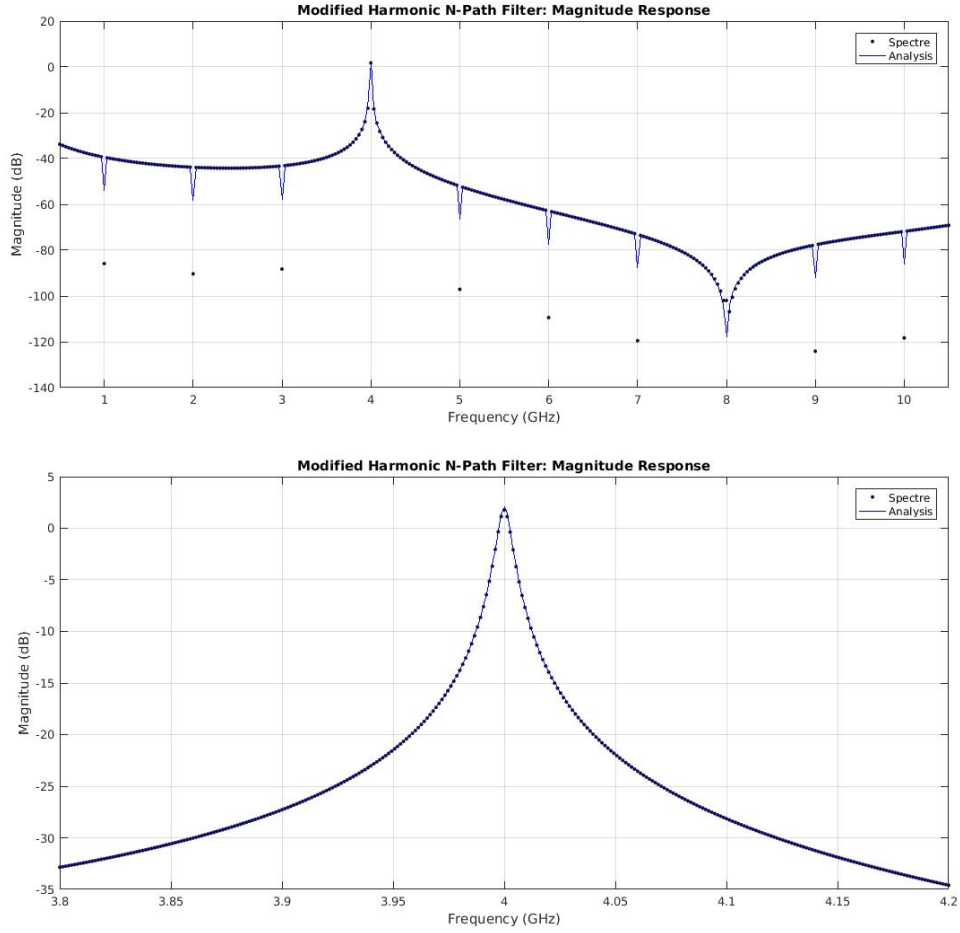 Modified Harmonic N-Path Filter: Magnitude Response
20
0
-20
-40
-60
-80
-100
-120
-140
Magnitude (dB)
Spectre
Analysis
1 2 3 4 5 6 7 8 9 10
Frequency (GHz)
Modified Harmonic N-Path Filter: Magnitude Response
5
0
-5
-10
-15
-20
-25
-30
-35
Magnitude (dB)
Spectre
Analysis
3.8 3.85 3.9 3.95 4 4.05 4.1 4.15 4.2
Frequency (GHz)